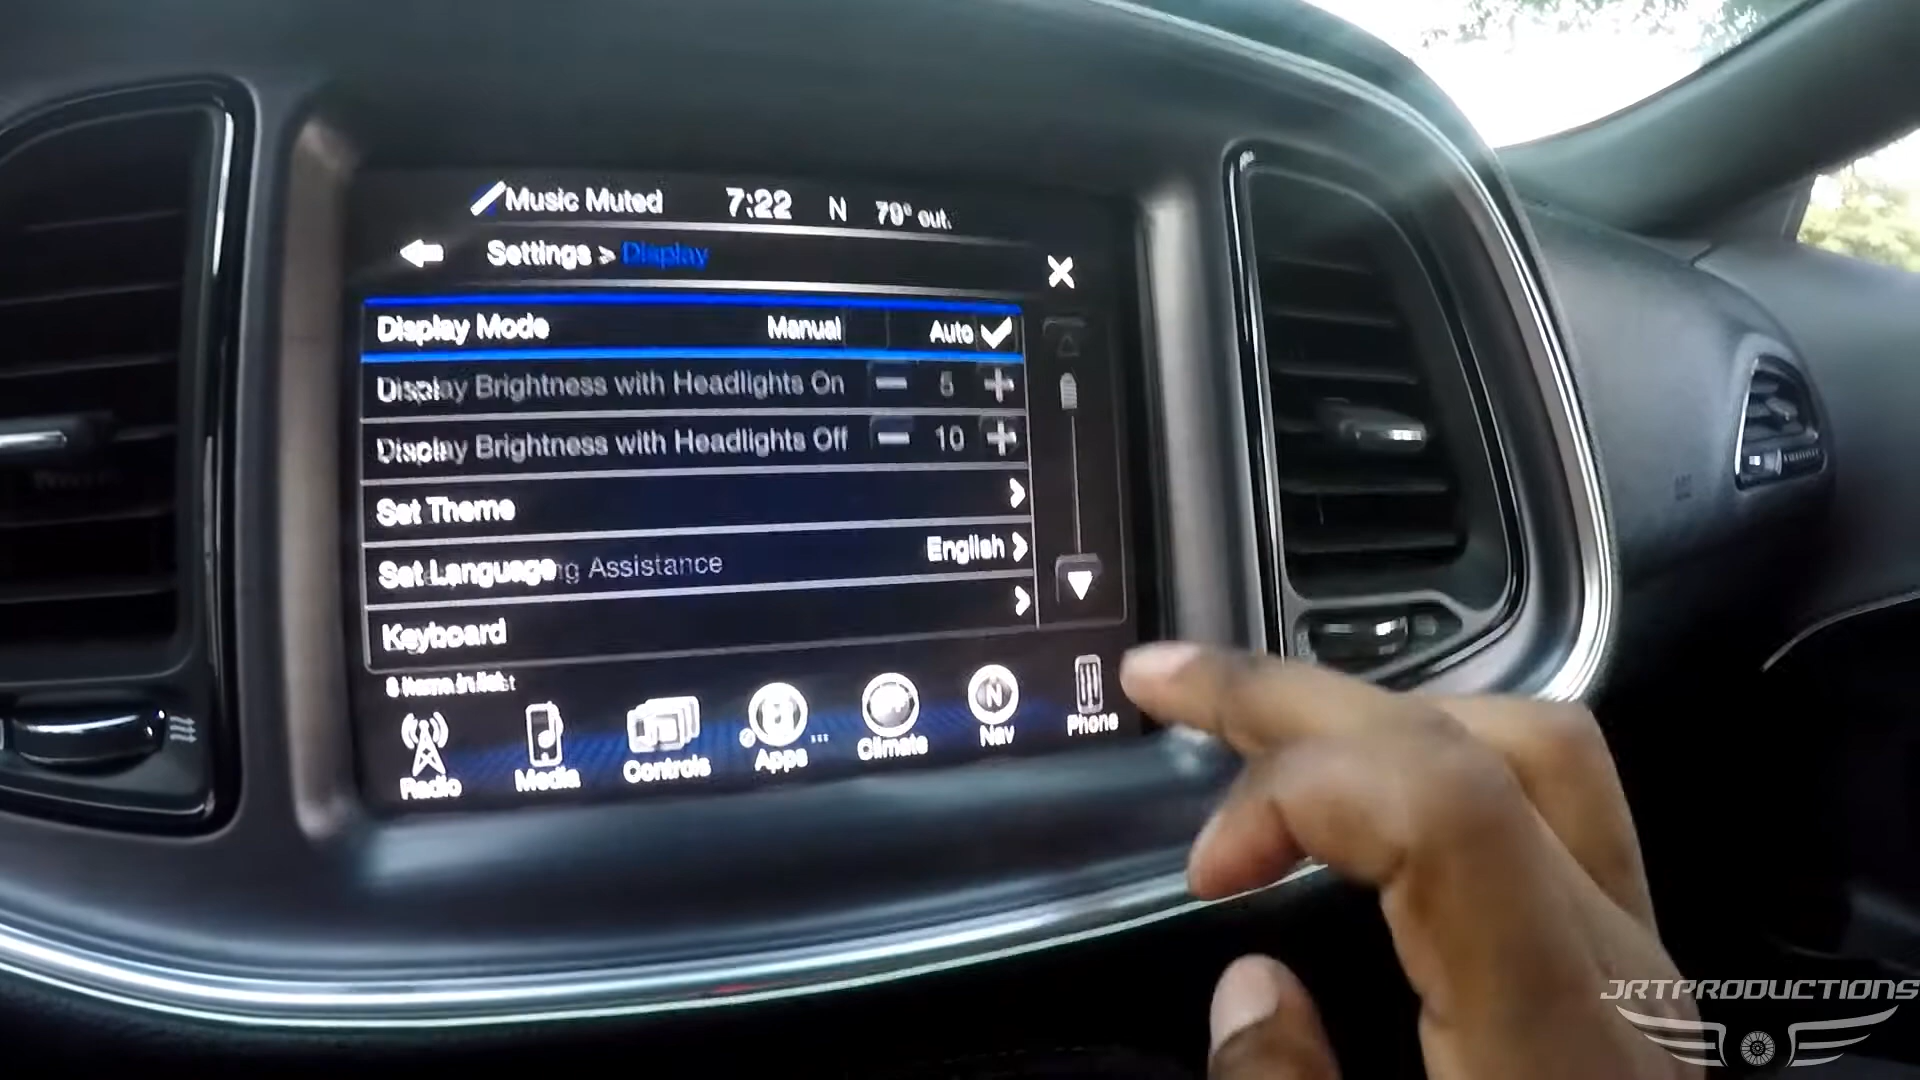 Music Muted 7:22 N 79° out.
Settings > Display
Display Mode Manual Auto
Display Brightness with Headlights On 5
Display Brightness with Headlights Off 10
Set Theme
Set Language Assistance English
Keyboard
Radio Media Controls Apps Climate Nav Phone
JRTPRODUCTIONS